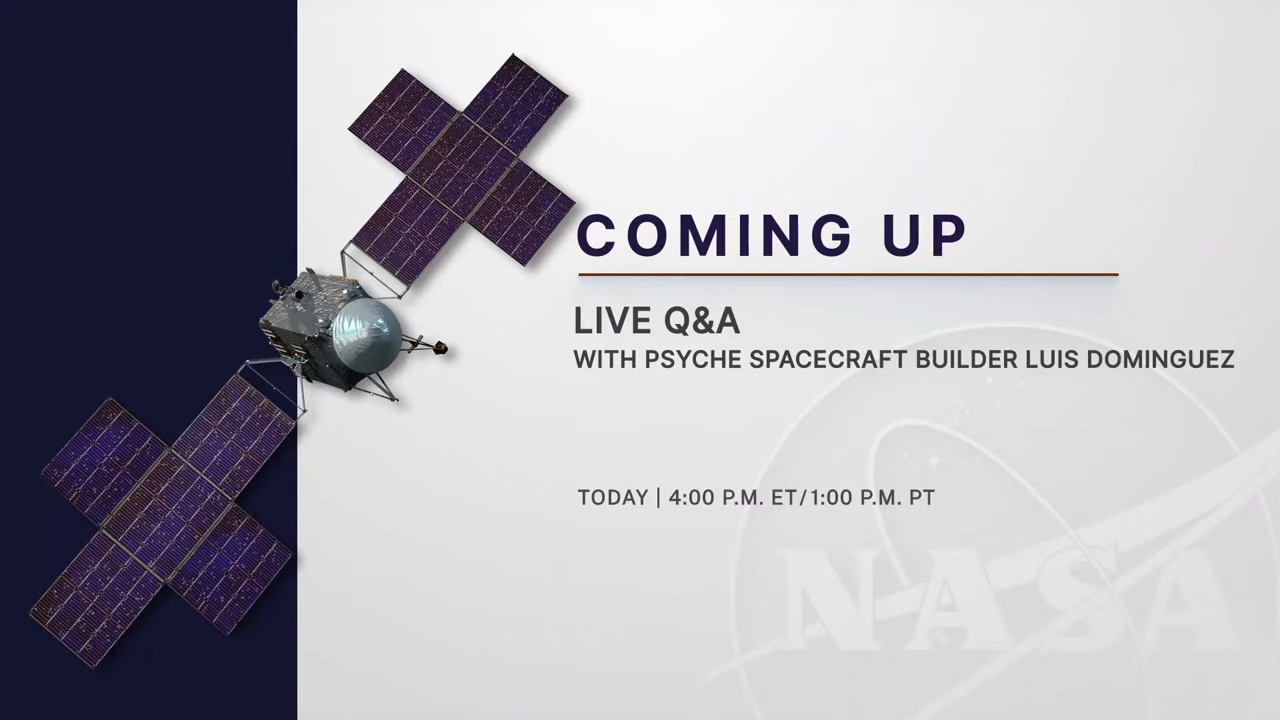 COMING UP
LIVE Q&A
WITH PSYCHE SPACECRAFT BUILDER LUIS DOMINGUEZ
TODAY | 4:00 P.M. ET/1:00 P.M. PT
NASA